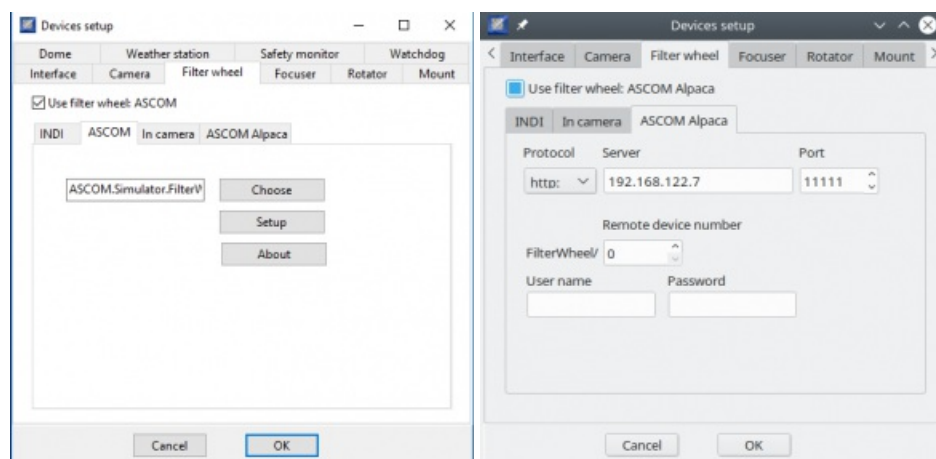 Devices setup
Dome Weather station Safety monitor Watchdog
Interface Camera Filter wheel Focuser Rotator Mount
Use filter wheel: ASCOM
INDI ASCOM In camera ASCOM Alpaca
ASCOM.Simulator.FilterW Choose
Setup
About
Cancel OK
Devices setup
Interface Camera Filter wheel Focuser Rotator Mount
Use filter wheel: ASCOM Alpaca
INDI In camera ASCOM Alpaca
Protocol Server Port
http: 192.168.122.7 11111
Remote device number
FilterWheel/ 0
User name Password
Cancel OK